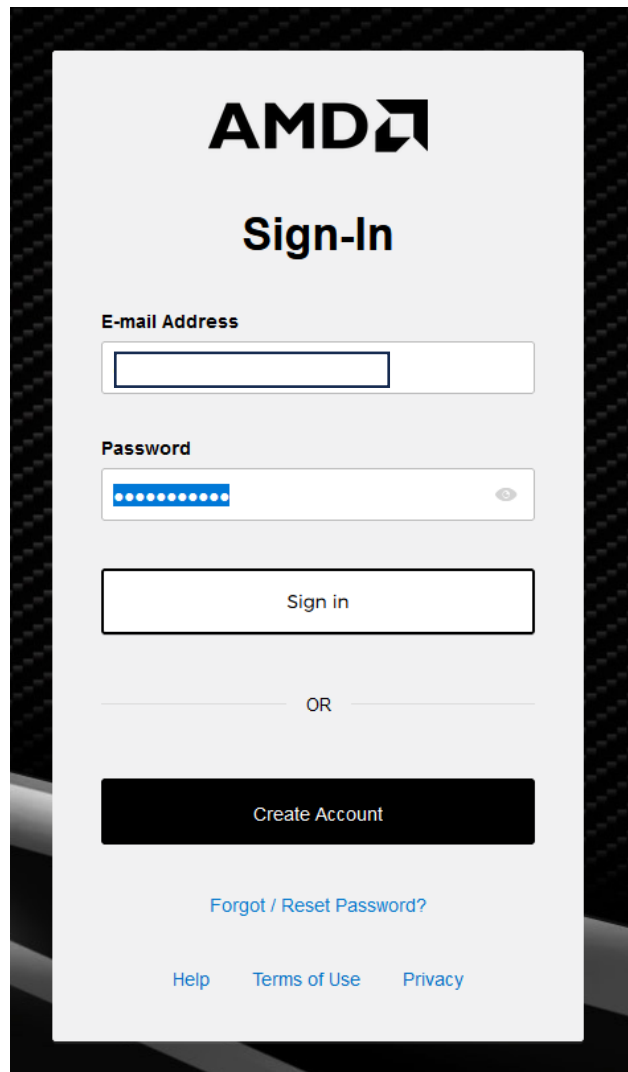 AMD
Sign-In
E-mail Address
Password
•••••••••••
Sign in
OR
Create Account
Forgot / Reset Password?
Help Terms of Use Privacy